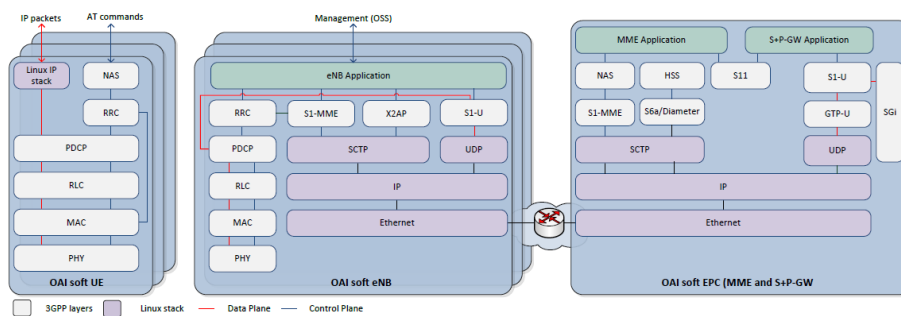 IP packets
AT commands
Management (OSS)
Linux IP
stack
NAS
RRC
PDCP
RLC
MAC
PHY
OAI soft UE
eNB Application
RRC
S1-MME
X2AP
S1-U
PDCP
SCTP
UDP
RLC
IP
MAC
Ethernet
PHY
OAI soft eNB
MME Application
S+P-GW Application
NAS
HSS
S11
S1-U
SGi
S1-MME
S6a/Diameter
GTP-U
SCTP
UDP
IP
Ethernet
OAI soft EPC (MME and S+P-GW
3GPP layers
Linux stack
Data Plane
Control Plane